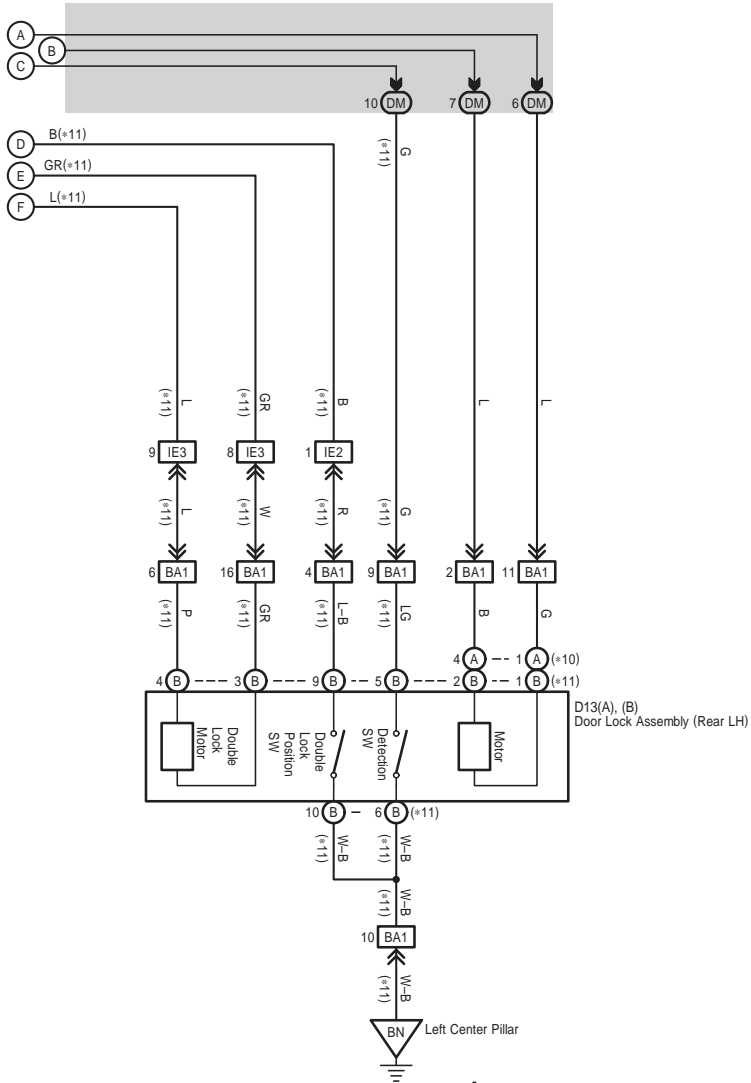 A
B
C
10 DM 7 DM 6 DM
D B(*11)
E GR(*11)
F L(*11)
G (*11)
L (*11) GR (*11) B (*11) L L
9 IE3 8 IE3 1 IE2
L (*11) W (*11) R (*11) G (*11)
6 BA1 16 BA1 4 BA1 9 BA1 2 BA1 11 BA1
P (*11) GR (*11) L–B (*11) LG (*11) B G
4 A 1 A (*10)
4 B 3 B 9 B 5 B 2 B 1 B (*11)
D13(A), (B)
Door Lock Assembly (Rear LH)
Double Lock Motor
Double Lock Position SW
Detection SW
Motor
10 B 6 B (*11)
W–B (*11) W–B (*11)
W–B (*11)
10 BA1
W–B (*11)
BN Left Center Pillar